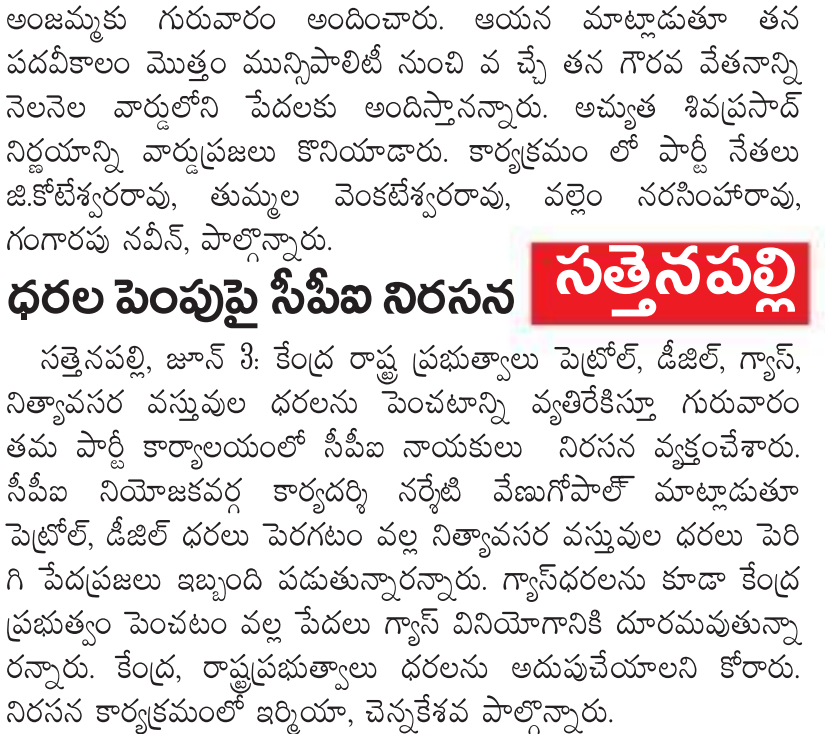 అంజమ్మకు గురువారం అందించారు. ఆయన మాట్లాడుతూ తన
పదవీకాలం మొత్తం మున్సిపాలిటీ నుంచి వ చ్చే తన గౌరవ వేతనాన్ని
నెలనెల వార్డులోని పేదలకు అందిస్తానన్నారు. అచ్యుత శివప్రసాద్
నిర్ణయాన్ని వార్డుప్రజలు కొనియాడారు. కార్యక్రమం లో పార్టీ నేతలు
జి.కోటేశ్వరరావు, తుమ్మల వెంకటేశ్వరరావు, వల్లెం నరసింహారావు,
గంగారపు నవీన్, పాల్గొన్నారు.
సత్తెనపల్లి
ధరల పెంపుపై సీపీఐ నిరసన
సత్తెనపల్లి, జూన్ 3: కేంద్ర రాష్ట్ర ప్రభుత్వాలు పెట్రోల్, డీజిల్, గ్యాస్,
నిత్యావసర వస్తువుల ధరలను పెంచటాన్ని వ్యతిరేకిస్తూ గురువారం
తమ పార్టీ కార్యాలయంలో సీపీఐ నాయకులు నిరసన వ్యక్తంచేశారు.
సీపీఐ నియోజకవర్గ కార్యదర్శి నర్శేటి వేణుగోపాల్ మాట్లాడుతూ
పెట్రోల్, డీజిల్ ధరలు పెరగటం వల్ల నిత్యావసర వస్తువుల ధరలు పెరి
గి పేదప్రజలు ఇబ్బంది పడుతున్నారన్నారు. గ్యాస్‌ధరలను కూడా కేంద్ర
ప్రభుత్వం పెంచటం వల్ల పేదలు గ్యాస్ వినియోగానికి దూరమవుతున్నా
రన్నారు. కేంద్ర, రాష్ట్రప్రభుత్వాలు ధరలను అదుపుచేయాలని కోరారు.
నిరసన కార్యక్రమంలో ఇర్మియా, చెన్నకేశవ పాల్గొన్నారు.